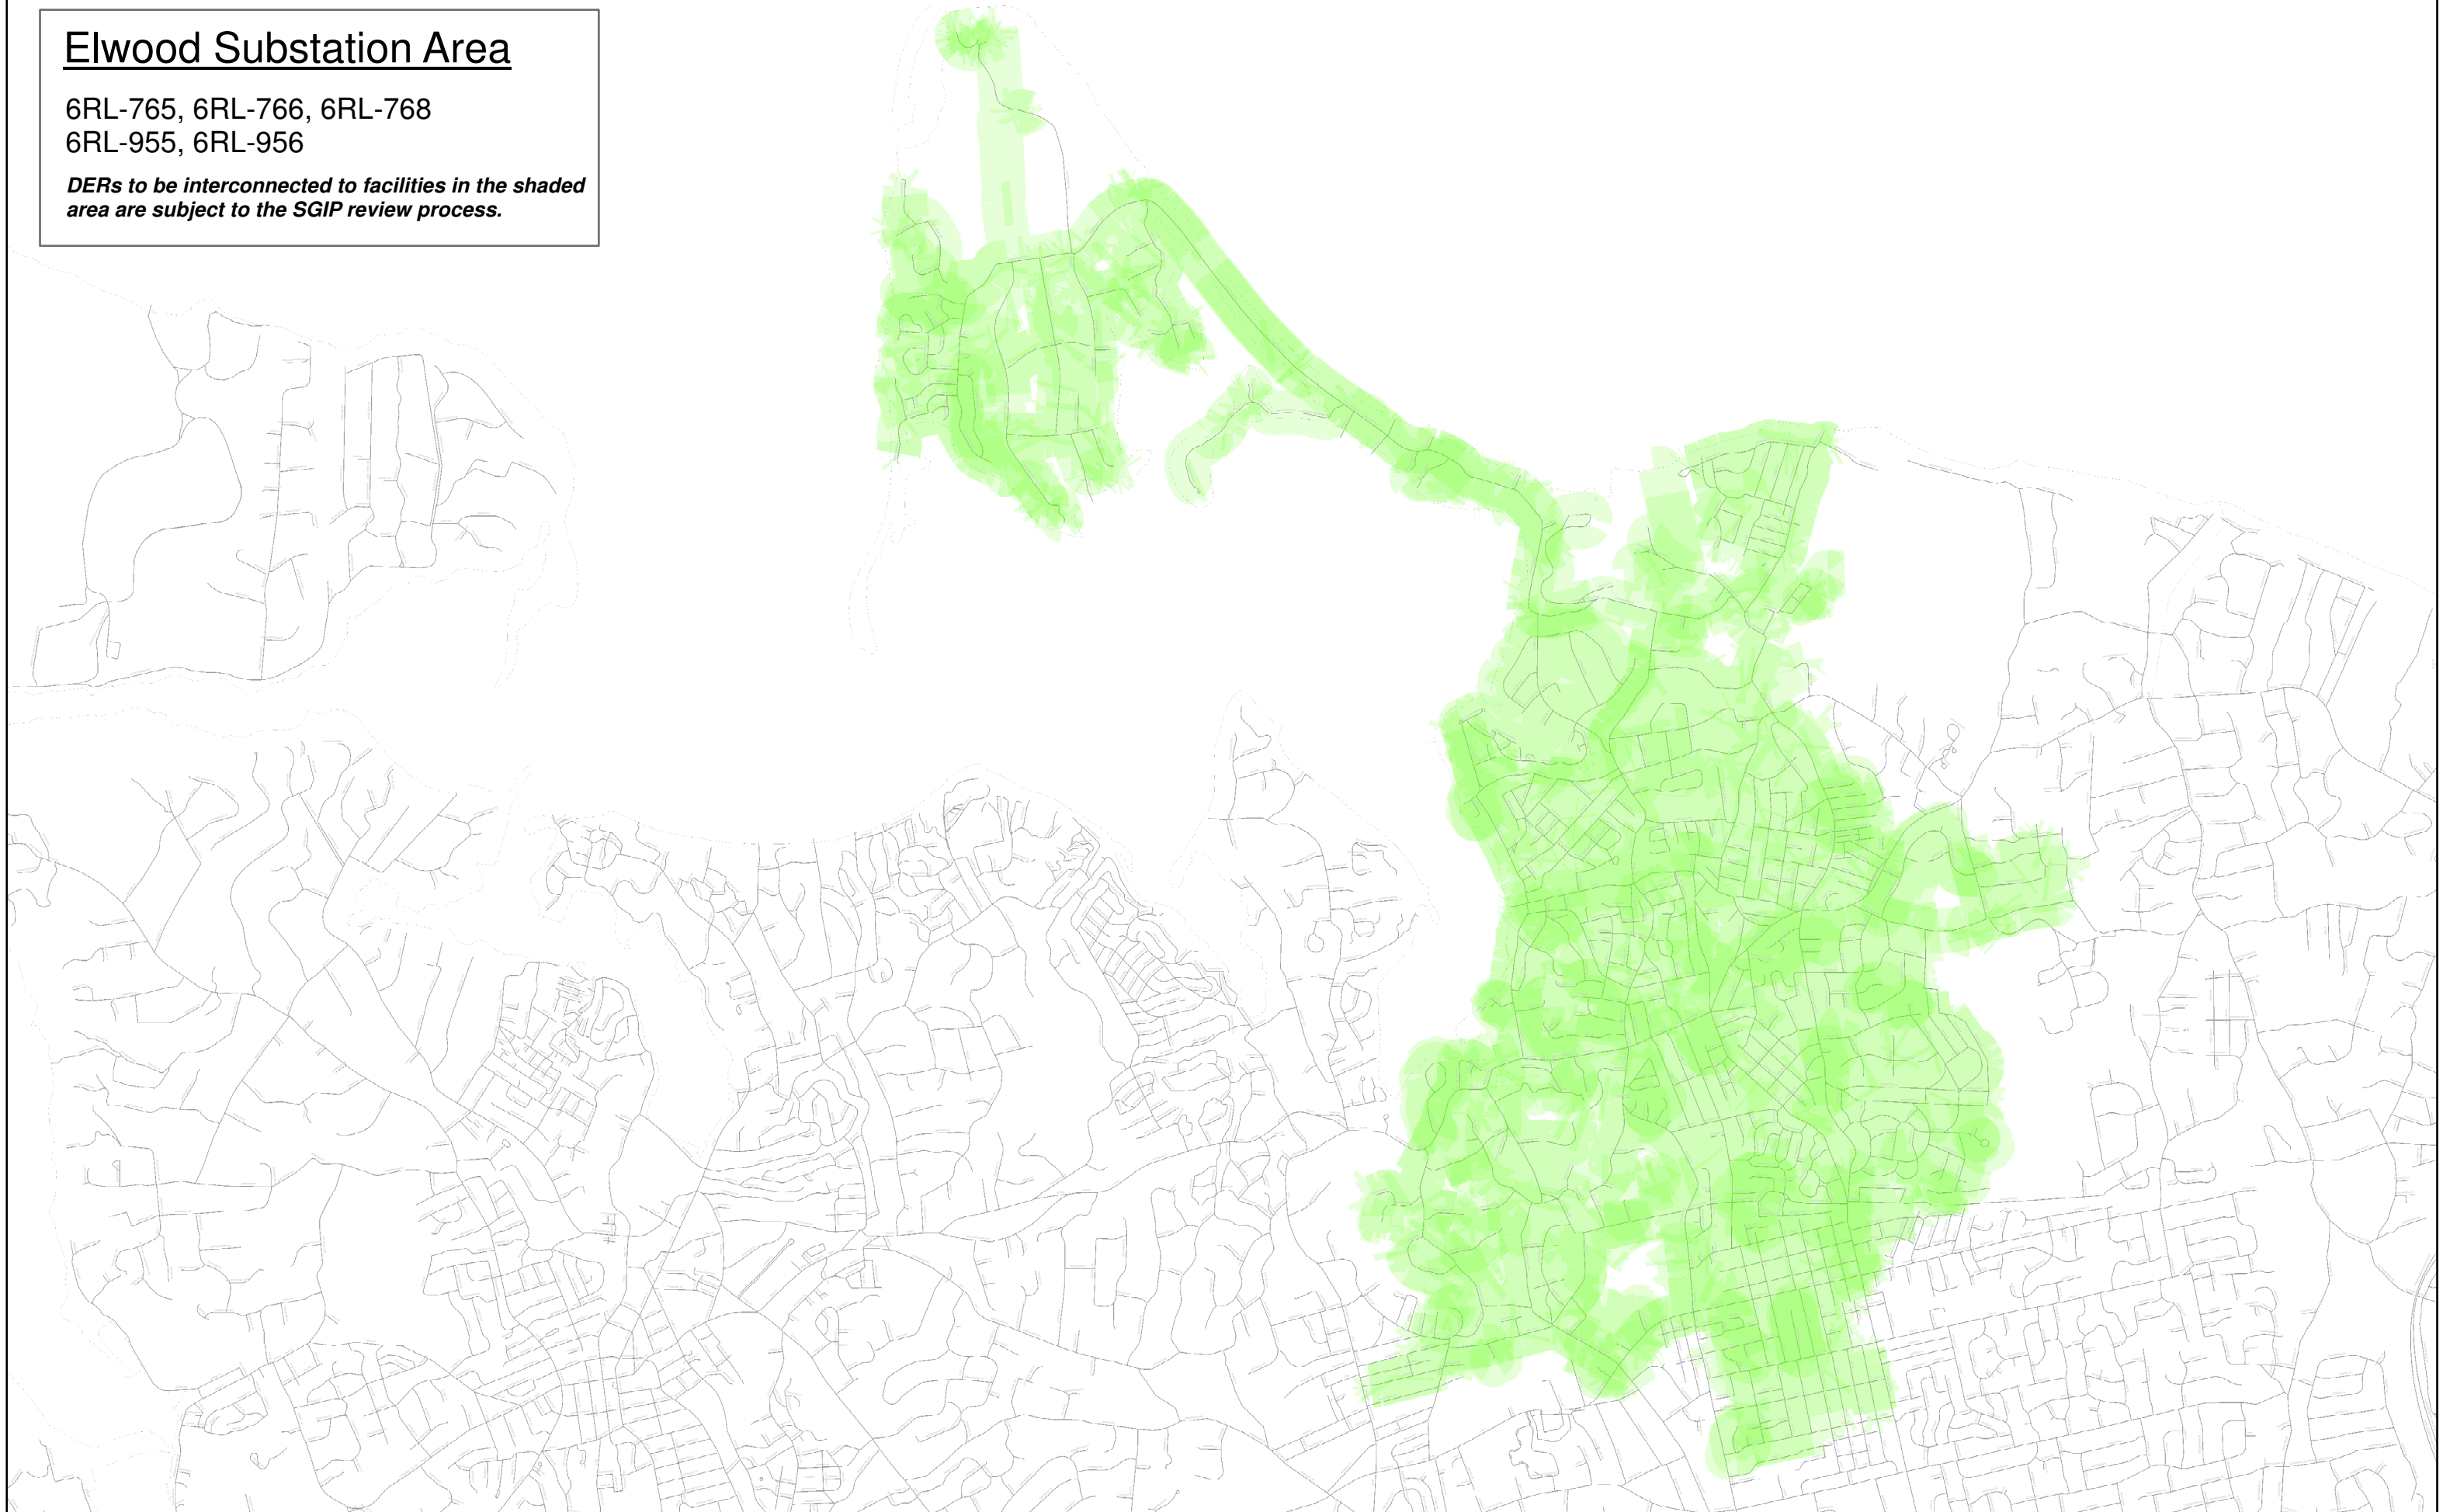 Elwood Substation Area
6RL-765, 6RL-766, 6RL-768
6RL-955, 6RL-956
DERs to be interconnected to facilities in the shaded
area are subject to the SGIP review process.